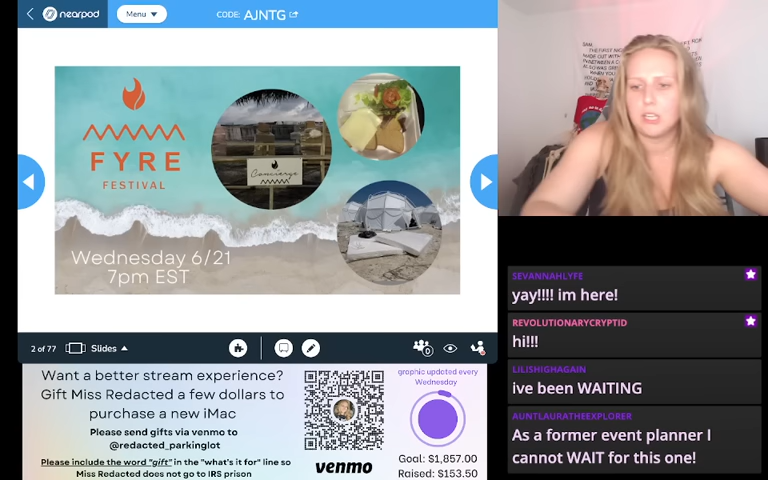 nearpod
Menu
CODE: AJNTG
FYRE
FESTIVAL
Concierge
Wednesday 6/21
7pm EST
2 of 77
Slides
0
Want a better stream experience?
Gift Miss Redacted a few dollars to
purchase a new iMac
Please send gifts via venmo to
@redacted_parkinglot
Please include the word "gift" in the "what's it for" line so
Miss Redacted does not go to IRS prison
venmo
graphic updated every
Wednesday
Goal: $1,857.00
Raised: $153.50
SEVANNAHLYFE
yay!!!! im here!
REVOLUTIONARYCRYPTID
hi!!!
LILISHIGHAGAIN
ive been WAITING
AUNTLAURATHEEXPLORER
As a former event planner I
cannot WAIT for this one!